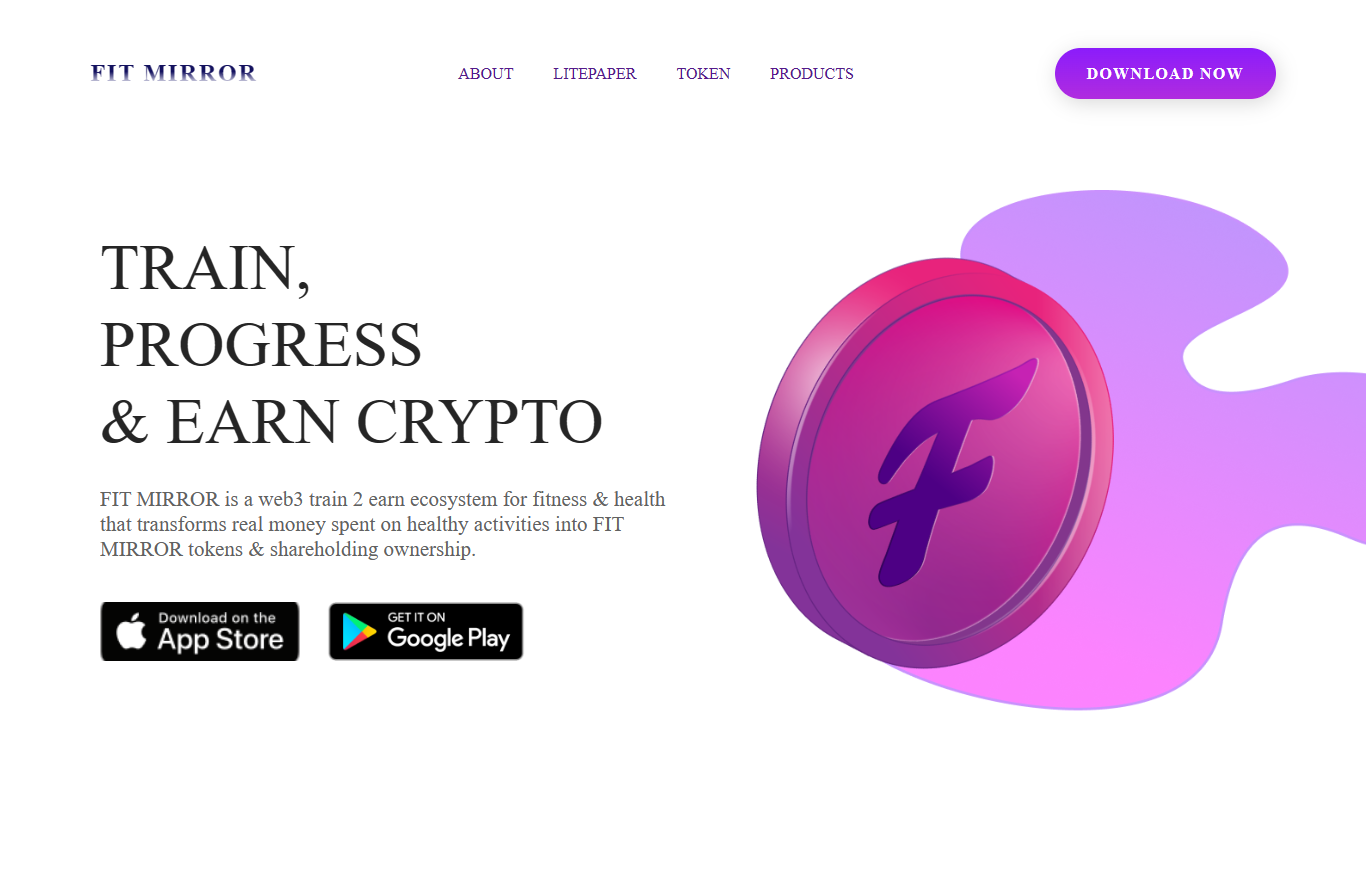 FIT MIRROR
ABOUT LITEPAPER TOKEN PRODUCTS
DOWNLOAD NOW
TRAIN,
PROGRESS
& EARN CRYPTO
FIT MIRROR is a web3 train 2 earn ecosystem for fitness & health
that transforms real money spent on healthy activities into FIT
MIRROR tokens & shareholding ownership.
Download on the
App Store
GET IT ON
Google Play
F